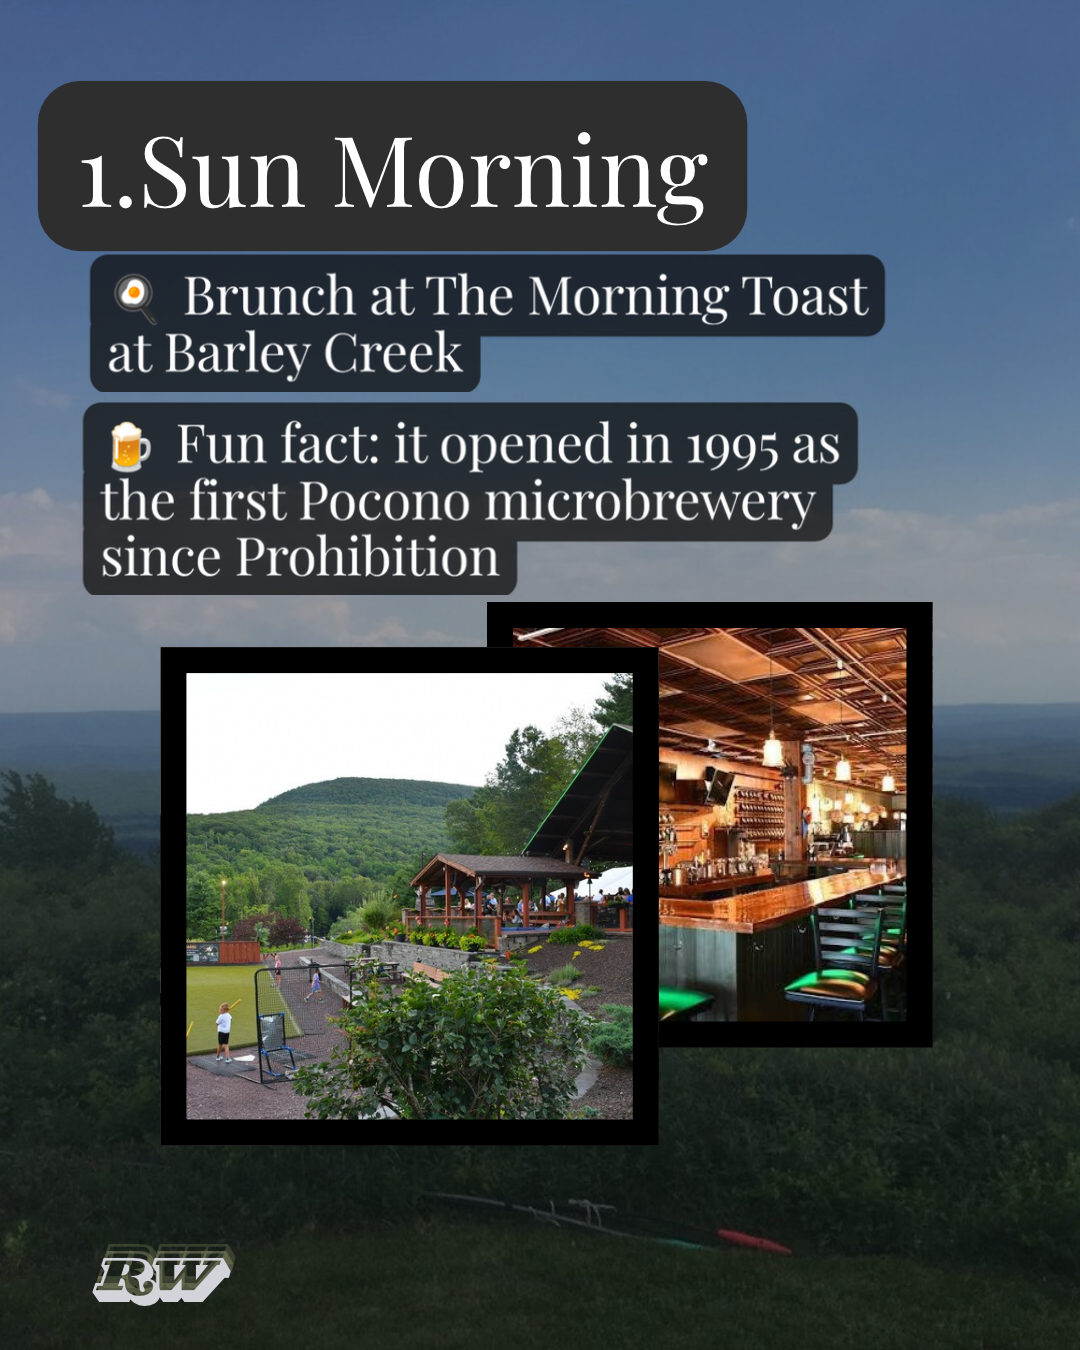 1.Sun Morning
🍳 Brunch at The Morning Toast
at Barley Creek
🍺 Fun fact: it opened in 1995 as
the first Pocono microbrewery
since Prohibition
RW